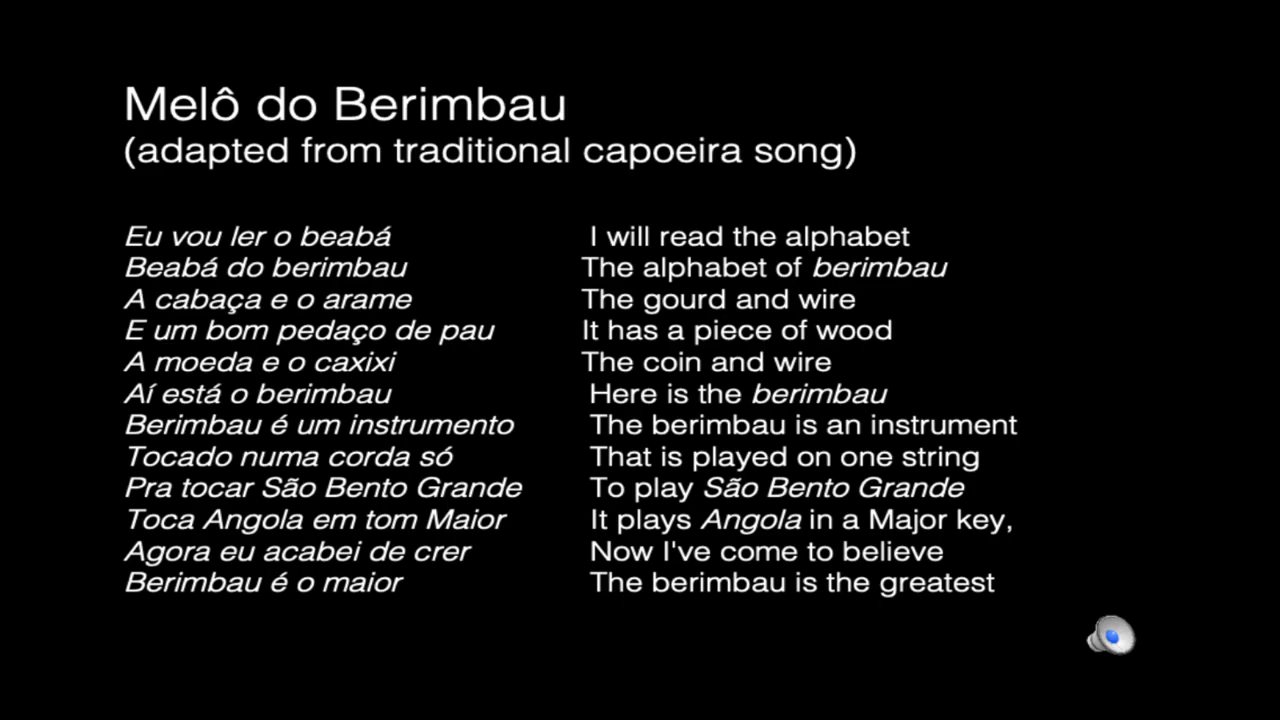 Melô do Berimbau
(adapted from traditional capoeira song)
Eu vou ler o beabá
Beabá do berimbau
A cabaça e o arame
E um bom pedaço de pau
A moeda e o caxixi
Aí está o berimbau
Berimbau é um instrumento
Tocado numa corda só
Pra tocar São Bento Grande
Toca Angola em tom Maior
Agora eu acabei de crer
Berimbau é o maior
I will read the alphabet
The alphabet of berimbau
The gourd and wire
It has a piece of wood
The coin and wire
Here is the berimbau
The berimbau is an instrument
That is played on one string
To play São Bento Grande
It plays Angola in a Major key,
Now I've come to believe
The berimbau is the greatest